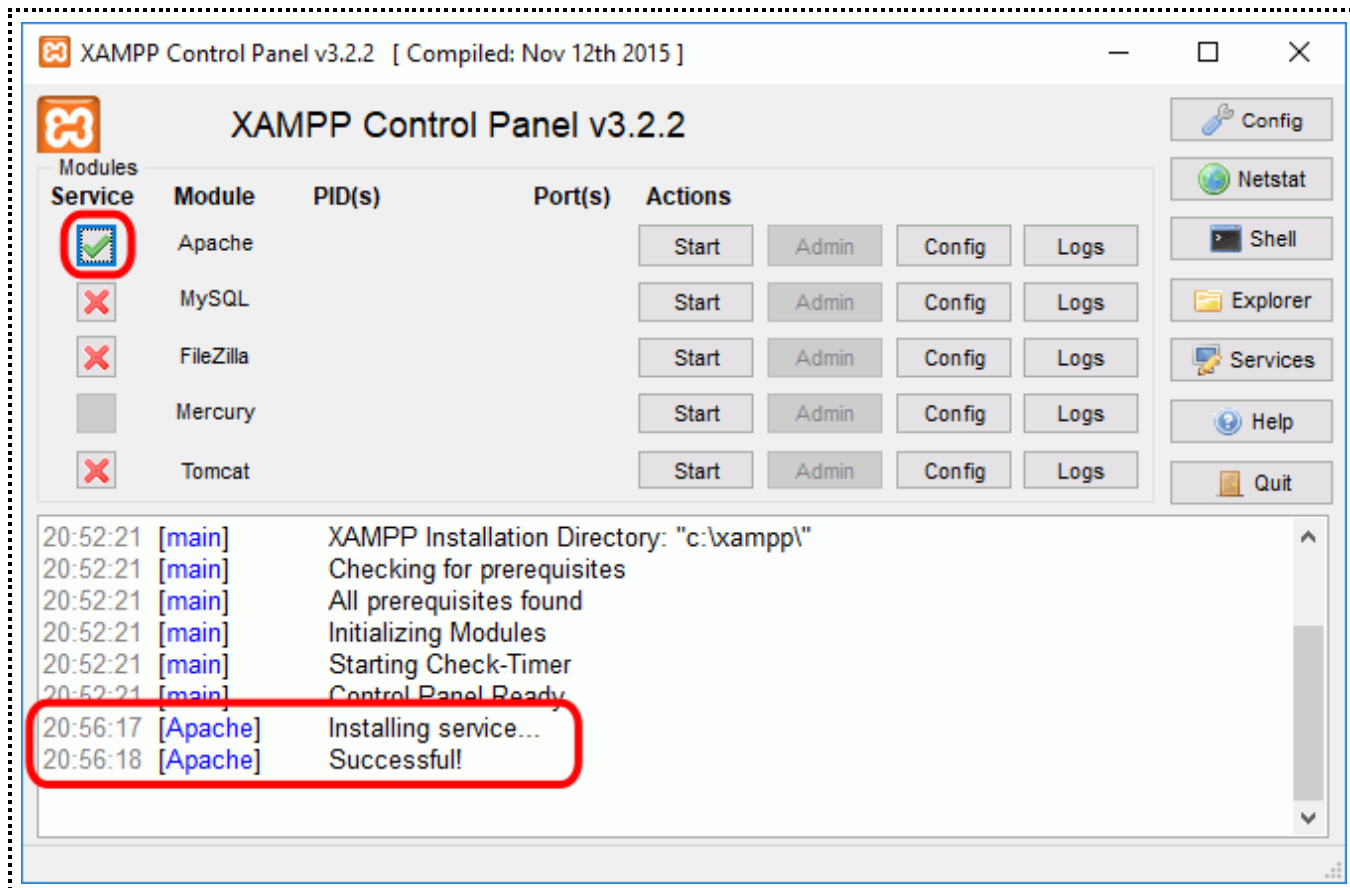 XAMPP Control Panel v3.2.2 [ Compiled: Nov 12th 2015 ]
XAMPP Control Panel v3.2.2
Config
Modules
Netstat
Service Module PID(s) Port(s) Actions
Apache Start Admin Config Logs
Shell
MySQL Start Admin Config Logs
Explorer
FileZilla Start Admin Config Logs
Services
Mercury Start Admin Config Logs
Help
Tomcat Start Admin Config Logs
Quit
20:52:21 [main] XAMPP Installation Directory: "c:\xampp\"
20:52:21 [main] Checking for prerequisites
20:52:21 [main] All prerequisites found
20:52:21 [main] Initializing Modules
20:52:21 [main] Starting Check-Timer
20:52:21 [main] Control Panel Ready
20:56:17 [Apache] Installing service...
20:56:18 [Apache] Successful!